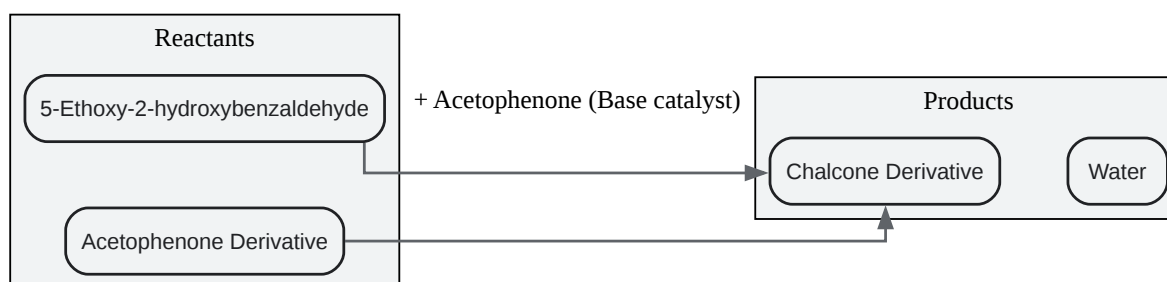 Reactants
5-Ethoxy-2-hydroxybenzaldehyde
Acetophenone Derivative
+ Acetophenone (Base catalyst)
Products
Chalcone Derivative
Water